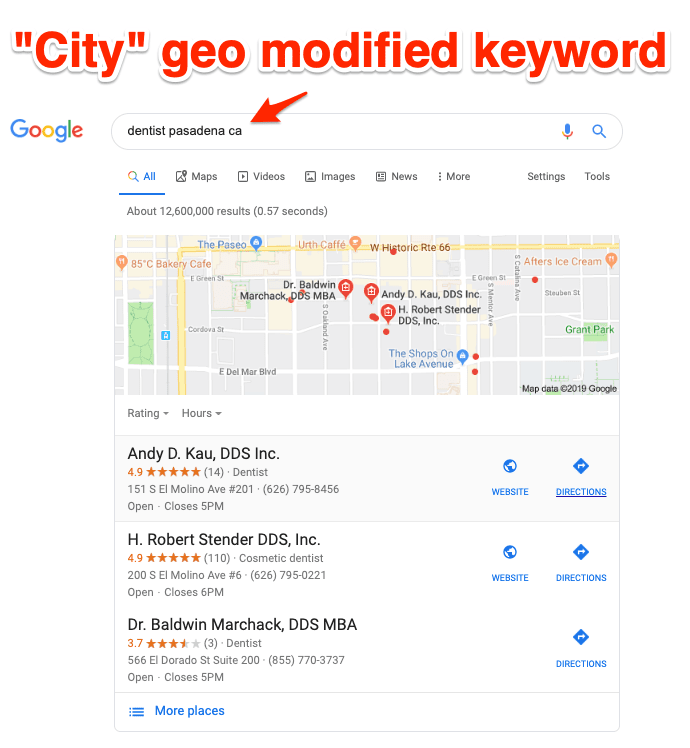 "City" geo modified keyword
Google
dentist pasadena ca
All Maps Videos Images News More Settings Tools
About 12,600,000 results (0.57 seconds)
The Paseo
Urth Caffé
W Historic Rte 66
85°C Bakery Cafe
Afters Ice Cream
E Green St
E Green St
S Catalina Ave
Dr. Baldwin
Marchack, DDS MBA
Andy D. Kau, DDS Inc.
Steuben St
H. Robert Stender
DDS, Inc.
S Oakland Ave
S Mentor Ave
Cordova St
Grant Park
The Shops On
Lake Avenue
E Del Mar Blvd
Map data ©2019 Google
Rating Hours
Andy D. Kau, DDS Inc.
4.9 (14) · Dentist
151 S El Molino Ave #201 · (626) 795-8456
Open · Closes 5PM
WEBSITE DIRECTIONS
H. Robert Stender DDS, Inc.
4.9 (110) · Cosmetic dentist
200 S El Molino Ave #6 · (626) 795-0221
Open · Closes 6PM
WEBSITE DIRECTIONS
Dr. Baldwin Marchack, DDS MBA
3.7 (3) · Dentist
566 El Dorado St Suite 200 · (855) 770-3737
Open · Closes 5PM
DIRECTIONS
More places